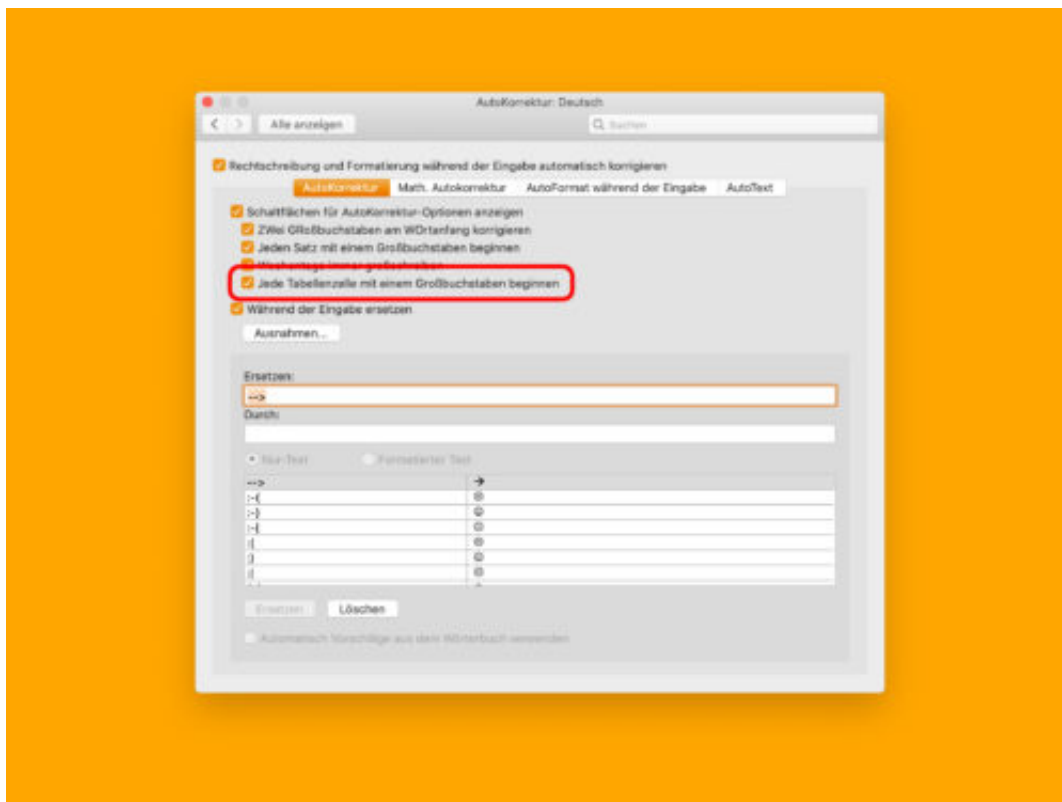 AutoKorrektur: Deutsch
Alle anzeigen
Suchen
Rechtschreibung und Formatierung während der Eingabe automatisch korrigieren
AutoKorrektur Math. Autokorrektur AutoFormat während der Eingabe AutoText
Schaltflächen für AutoKorrektur-Optionen anzeigen
ZWei GRoßbuchstaben am WOrtanfang korrigieren
Jeden Satz mit einem Großbuchstaben beginnen
Wochentage immer großschreiben
Jede Tabellenzelle mit einem Großbuchstaben beginnen
Während der Eingabe ersetzen
Ausnahmen...
Ersetzen:
-->
Durch:
Nur-Text Formatierter Text
--> →
:-(
:-)
:-(
:(
:)
:(
Ersetzen Löschen
Automatisch Vorschläge aus dem Wörterbuch verwenden